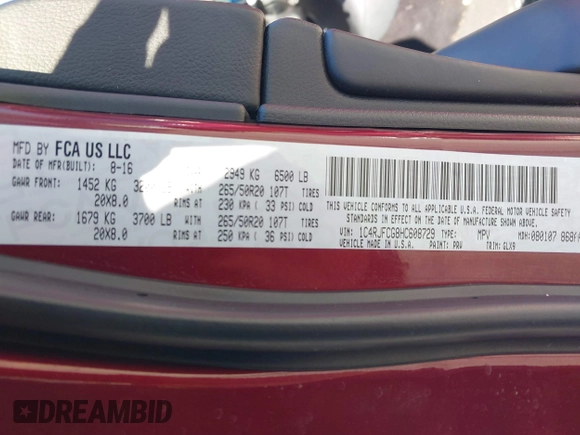 MFD BY FCA US LLC
DATE OF MFR(BUILT): 8-16 2949 KG 6500 LB
GAWR FRONT: 1452 KG WITH 265/50R20 107T TIRES
20X8.0 RIMS AT 230 KPA ( 33 PSI) COLD
GAWR REAR: 1679 KG 3700 LB WITH 265/50R20 107T TIRES
20X8.0 RIMS AT 250 KPA ( 36 PSI) COLD
THIS VEHICLE CONFORMS TO ALL APPLICABLE U.S.A. FEDERAL MOTOR VEHICLE SAFETY
STANDARDS IN EFFECT ON THE DATE OF MANUFACTURE SHOWN ABOVE.
VIN: 1C4RJFCG8HC608729 TYPE: MPV MDH:080107
MADE IN U.S.A. PAINT: PRV TRIM: GLX9
DREAMBID